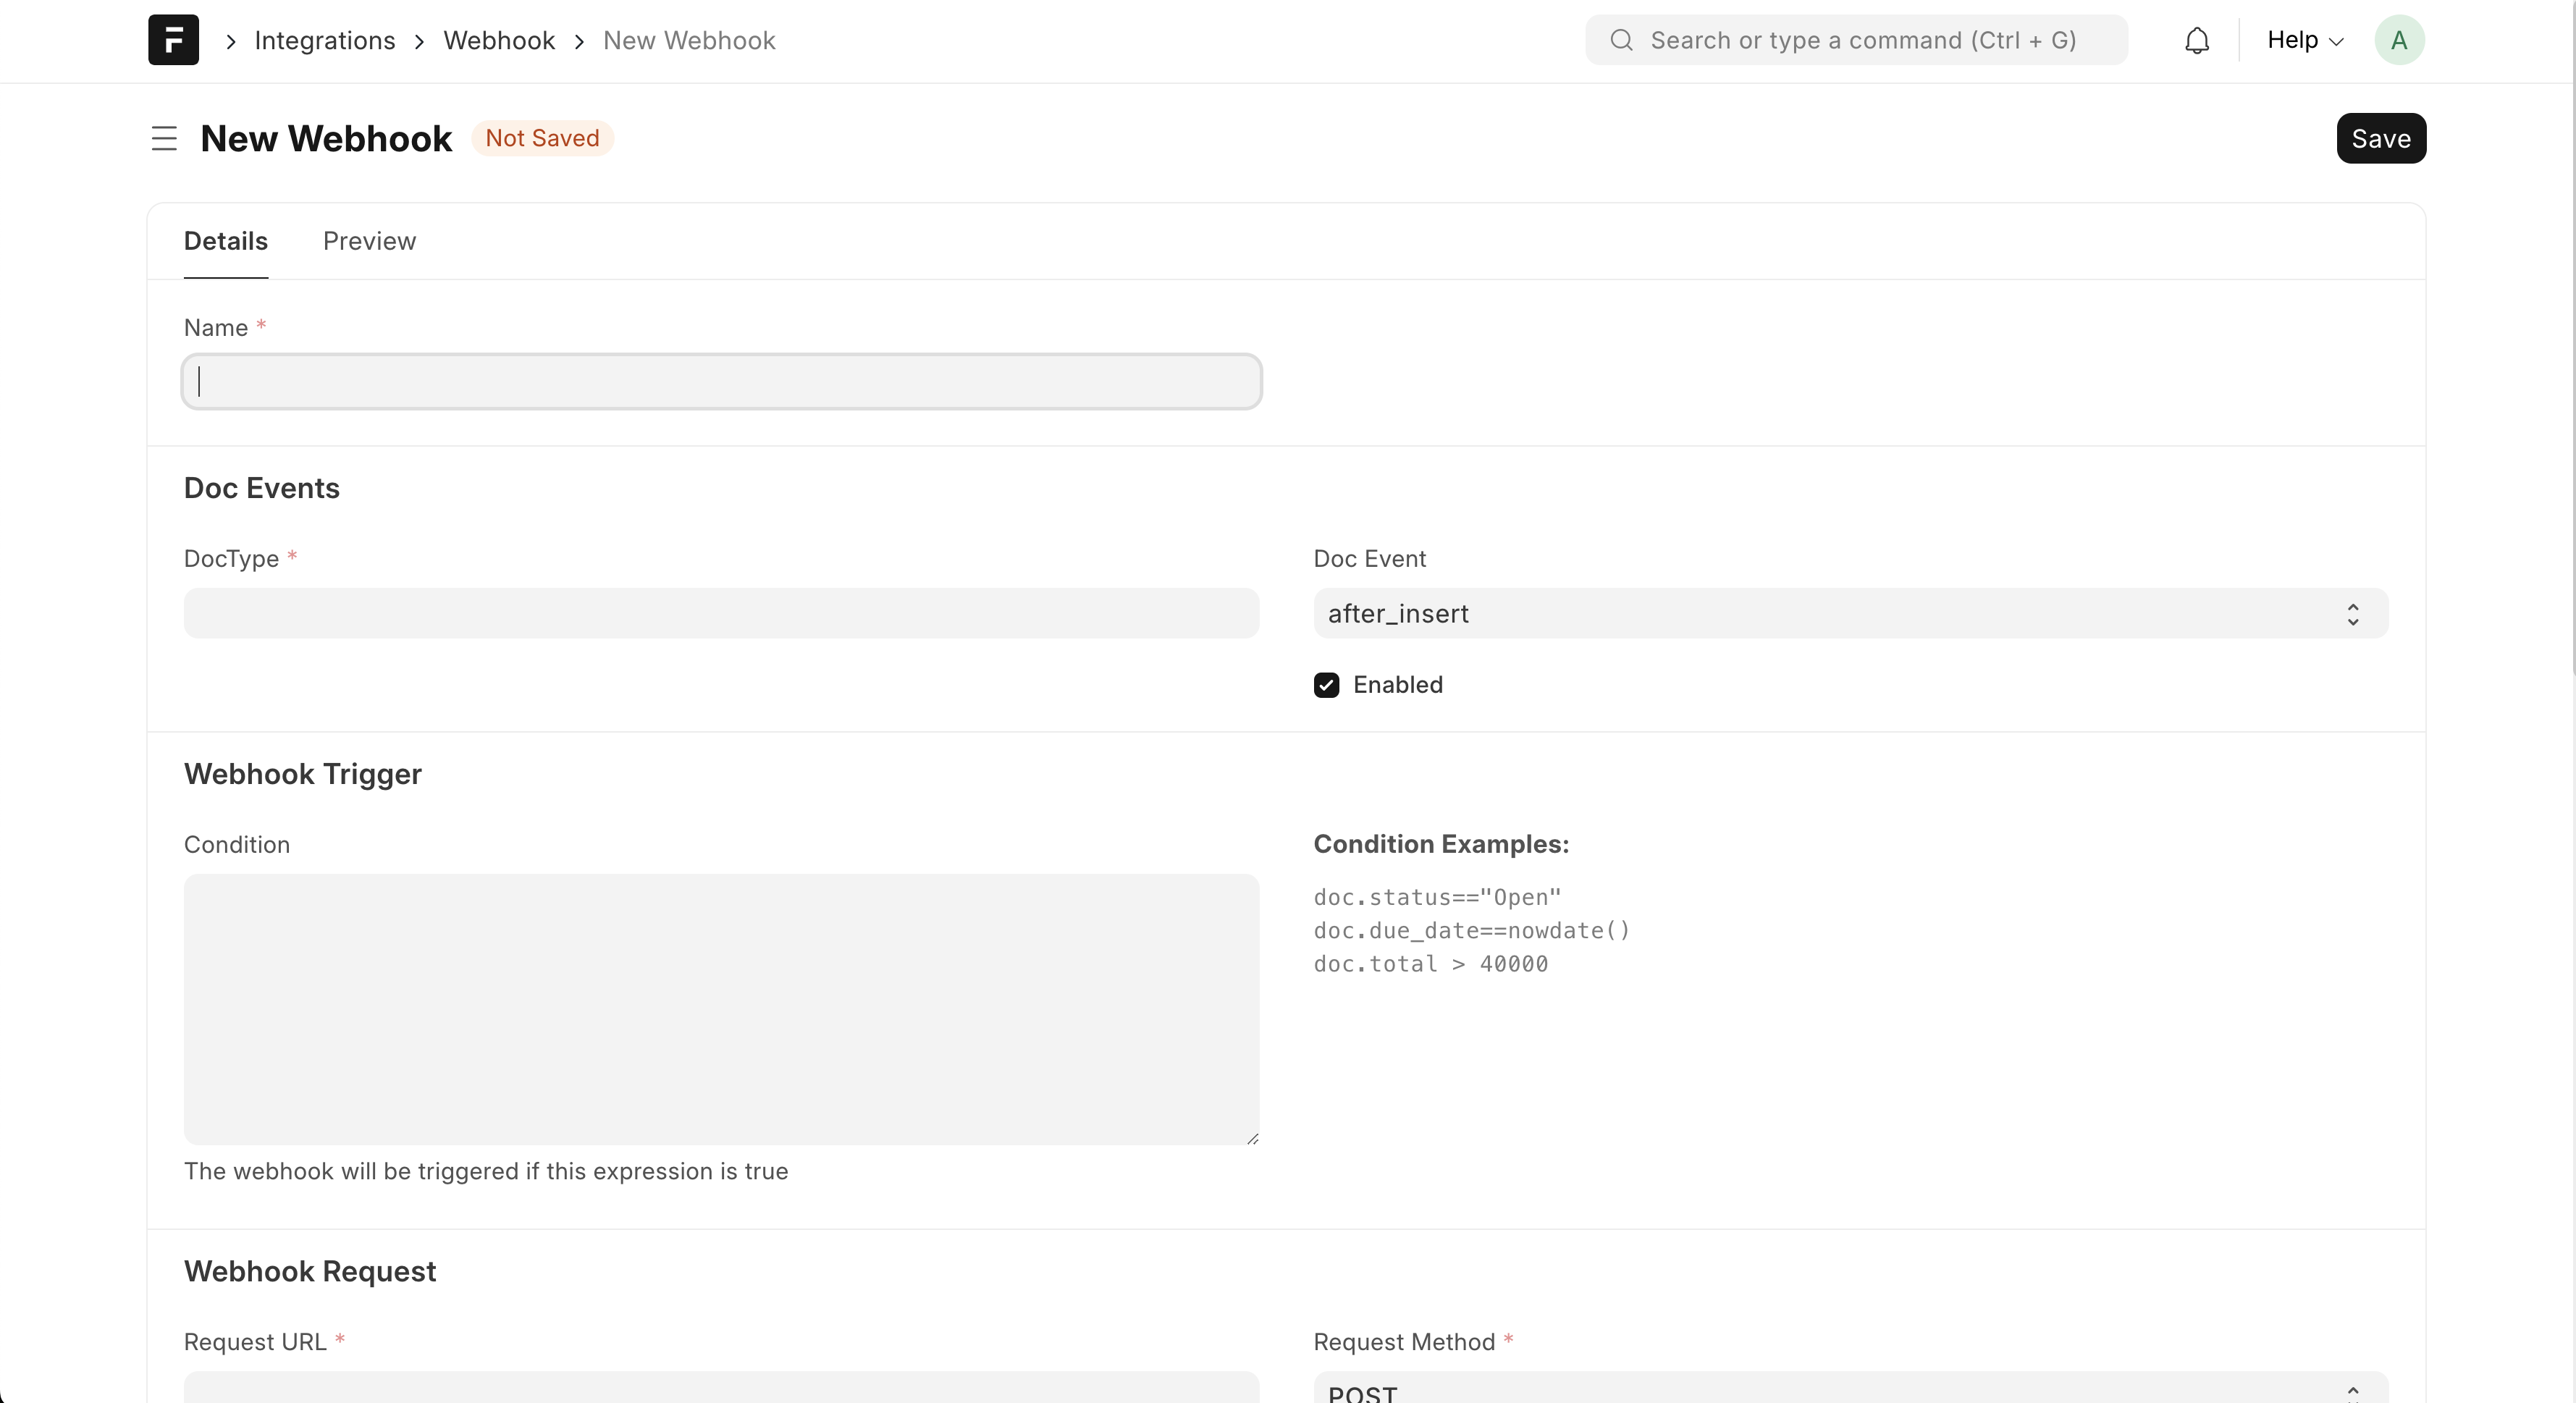 Integrations > Webhook > New Webhook
Search or type a command (Ctrl + G)
Help
A
New Webhook
Not Saved
Save
Details
Preview
Name *
Doc Events
DocType *
Doc Event
after_insert
Enabled
Webhook Trigger
Condition
The webhook will be triggered if this expression is true
Condition Examples:
doc.status=="Open"
doc.due_date==nowdate()
doc.total > 40000
Webhook Request
Request URL *
Request Method *
POST